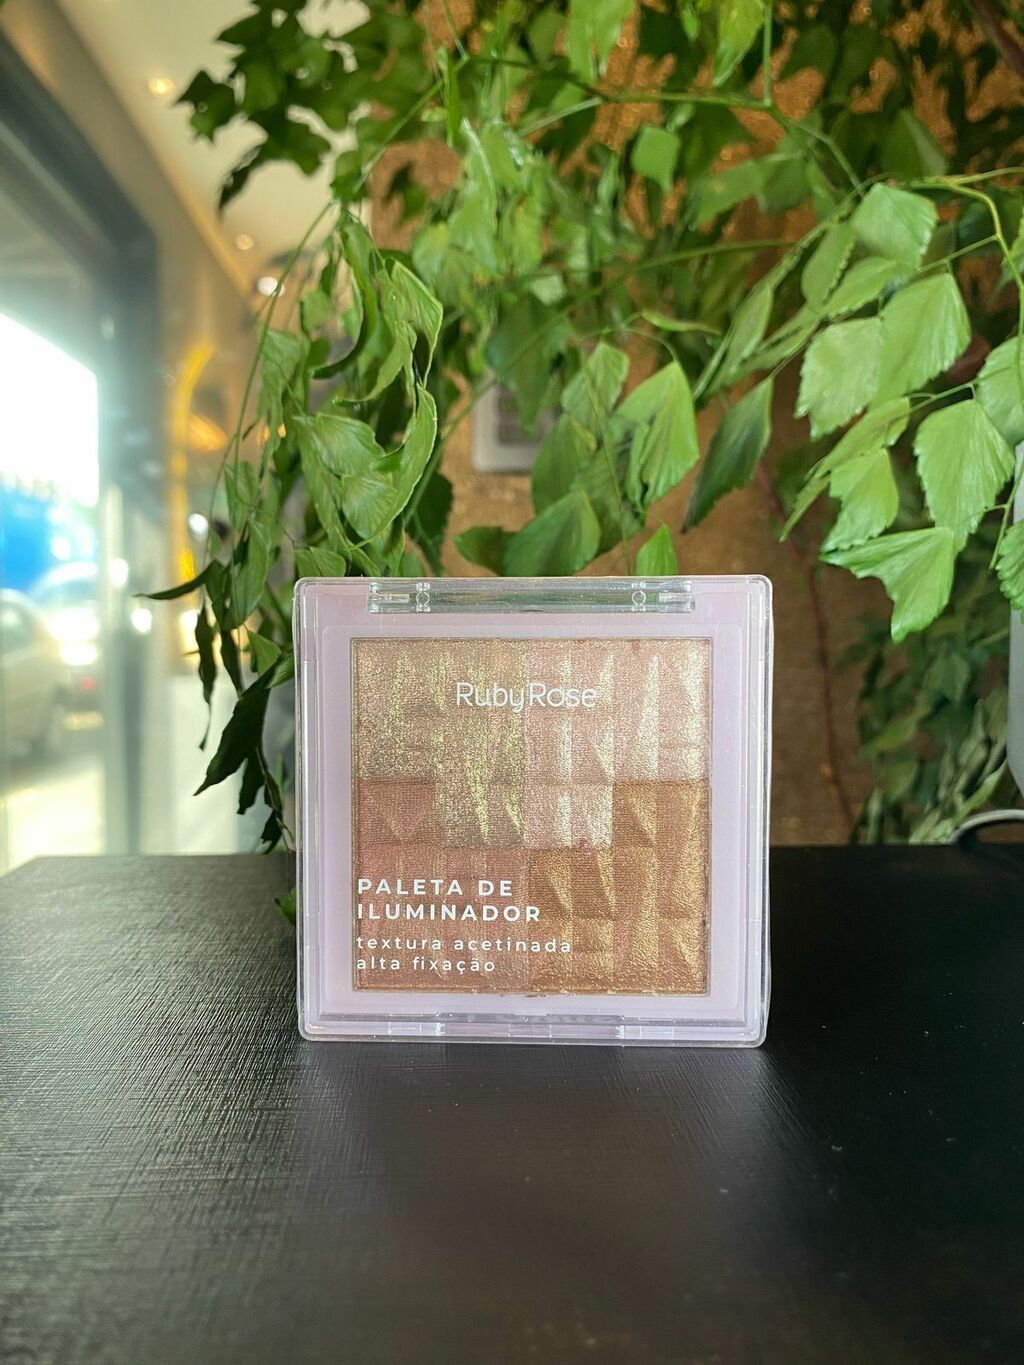 RubyRose
PALETA DE
ILUMINADOR
textura acetinada
alta fixação